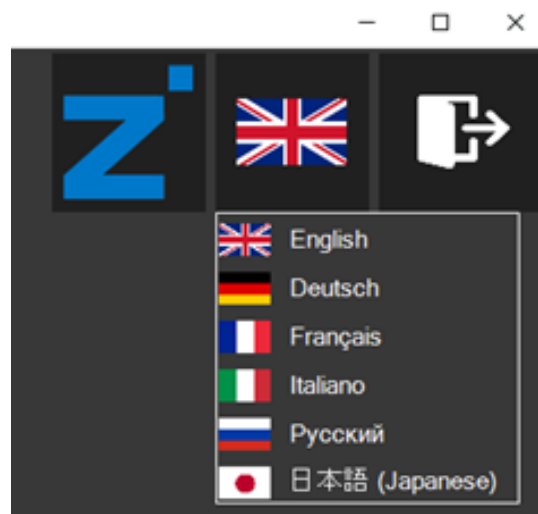 Z
English
Deutsch
Français
Italiano
Русский
日本語 (Japanese)